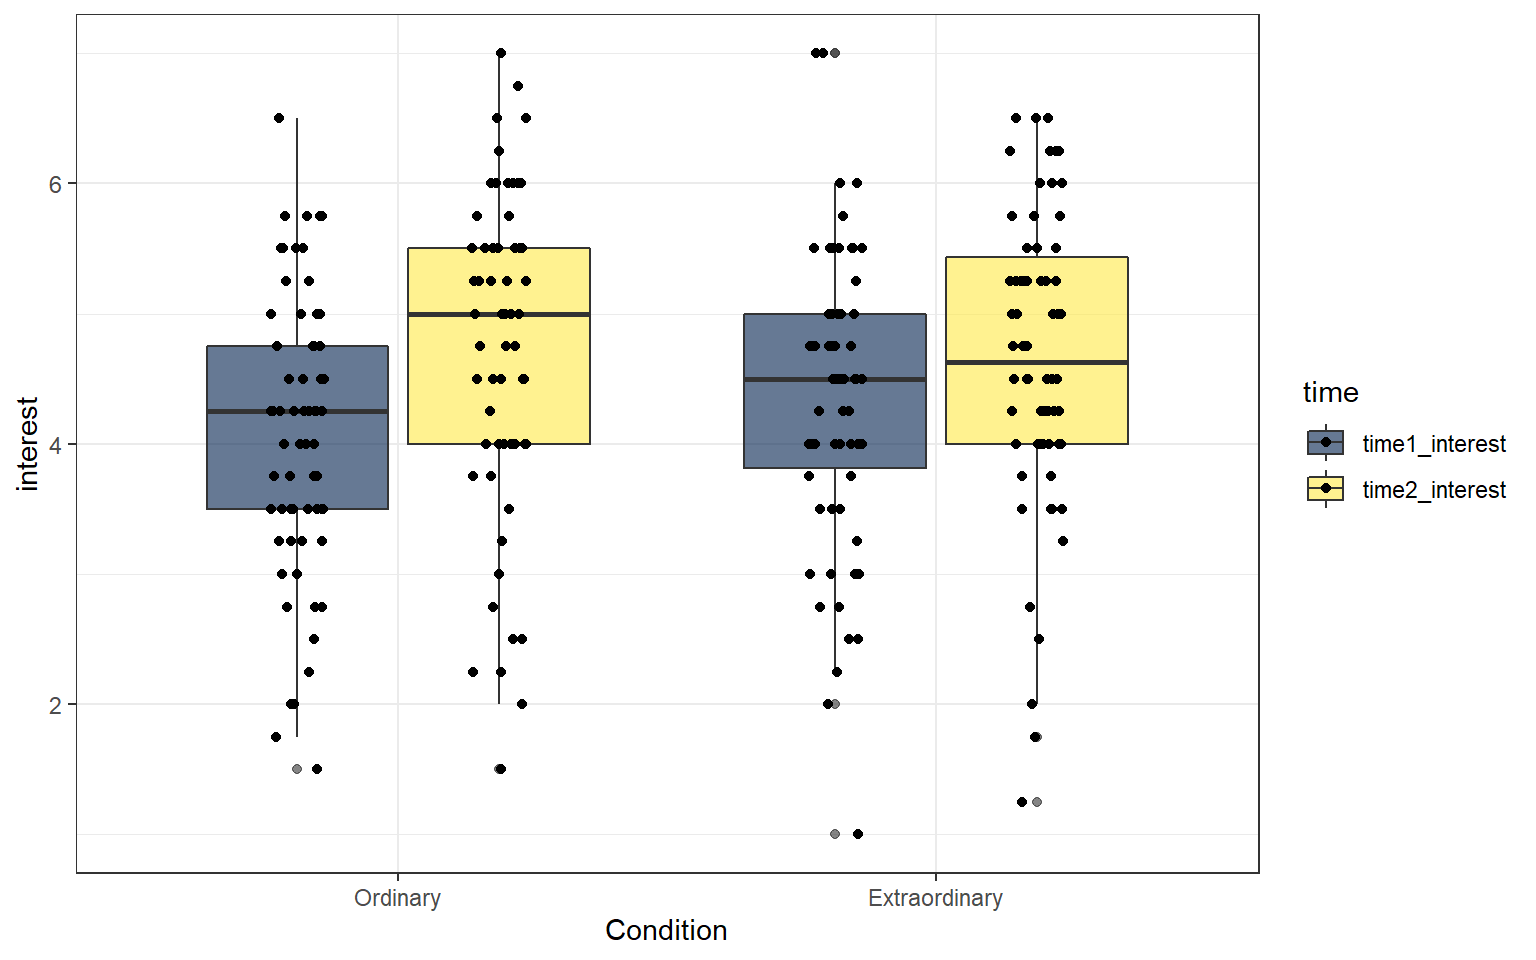 6
4
2
interest
Ordinary
Extraordinary
Condition
time
time1_interest
time2_interest